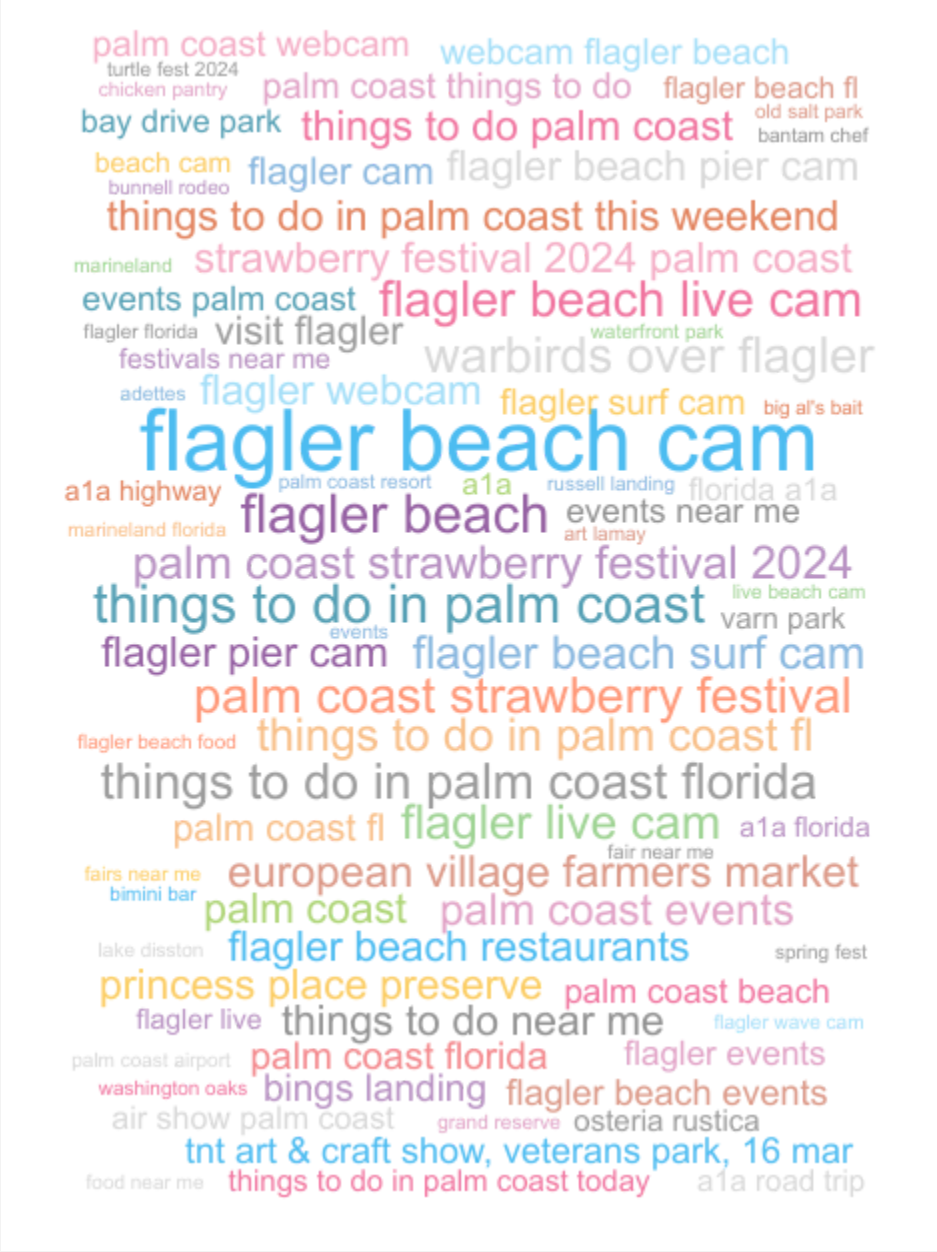 palm coast webcam webcam flagler beach
turtle fest 2024
chicken pantry palm coast things to do flagler beach fl
bay drive park things to do palm coast old salt park
bantam chef
beach cam flagler cam flagler beach pier cam
bunnell rodeo
things to do in palm coast this weekend
marineland strawberry festival 2024 palm coast
events palm coast flagler beach live cam
flagler florida visit flagler waterfront park
festivals near me warbirds over flagler
adettes flagler webcam flagler surf cam big al's bait
flagler beach cam
a1a highway palm coast resort a1a russell landing florida a1a
marineland florida flagler beach events near me
art lamay
palm coast strawberry festival 2024
things to do in palm coast live beach cam
varn park
events
flagler pier cam flagler beach surf cam
palm coast strawberry festival
flagler beach food things to do in palm coast fl
things to do in palm coast florida
palm coast fl flagler live cam a1a florida
fair near me
fairs near me european village farmers market
bimini bar
palm coast palm coast events
lake disston flagler beach restaurants spring fest
princess place preserve palm coast beach
flagler live things to do near me flagler wave cam
palm coast airport palm coast florida flagler events
washington oaks bings landing flagler beach events
air show palm coast grand reserve osteria rustica
tnt art & craft show, veterans park, 16 mar
food near me things to do in palm coast today a1a road trip